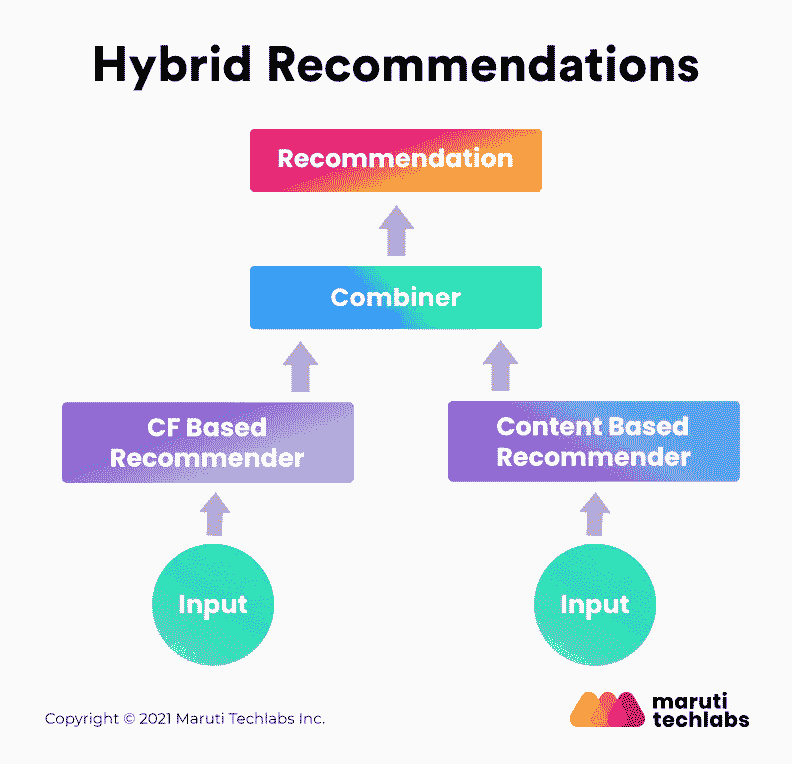 Hybrid Recommendations
Recommendation
Combiner
CF Based
Recommender
Content Based
Recommender
Input
Input
Copyright © 2021 Maruti Techlabs Inc.
maruti
techlabs